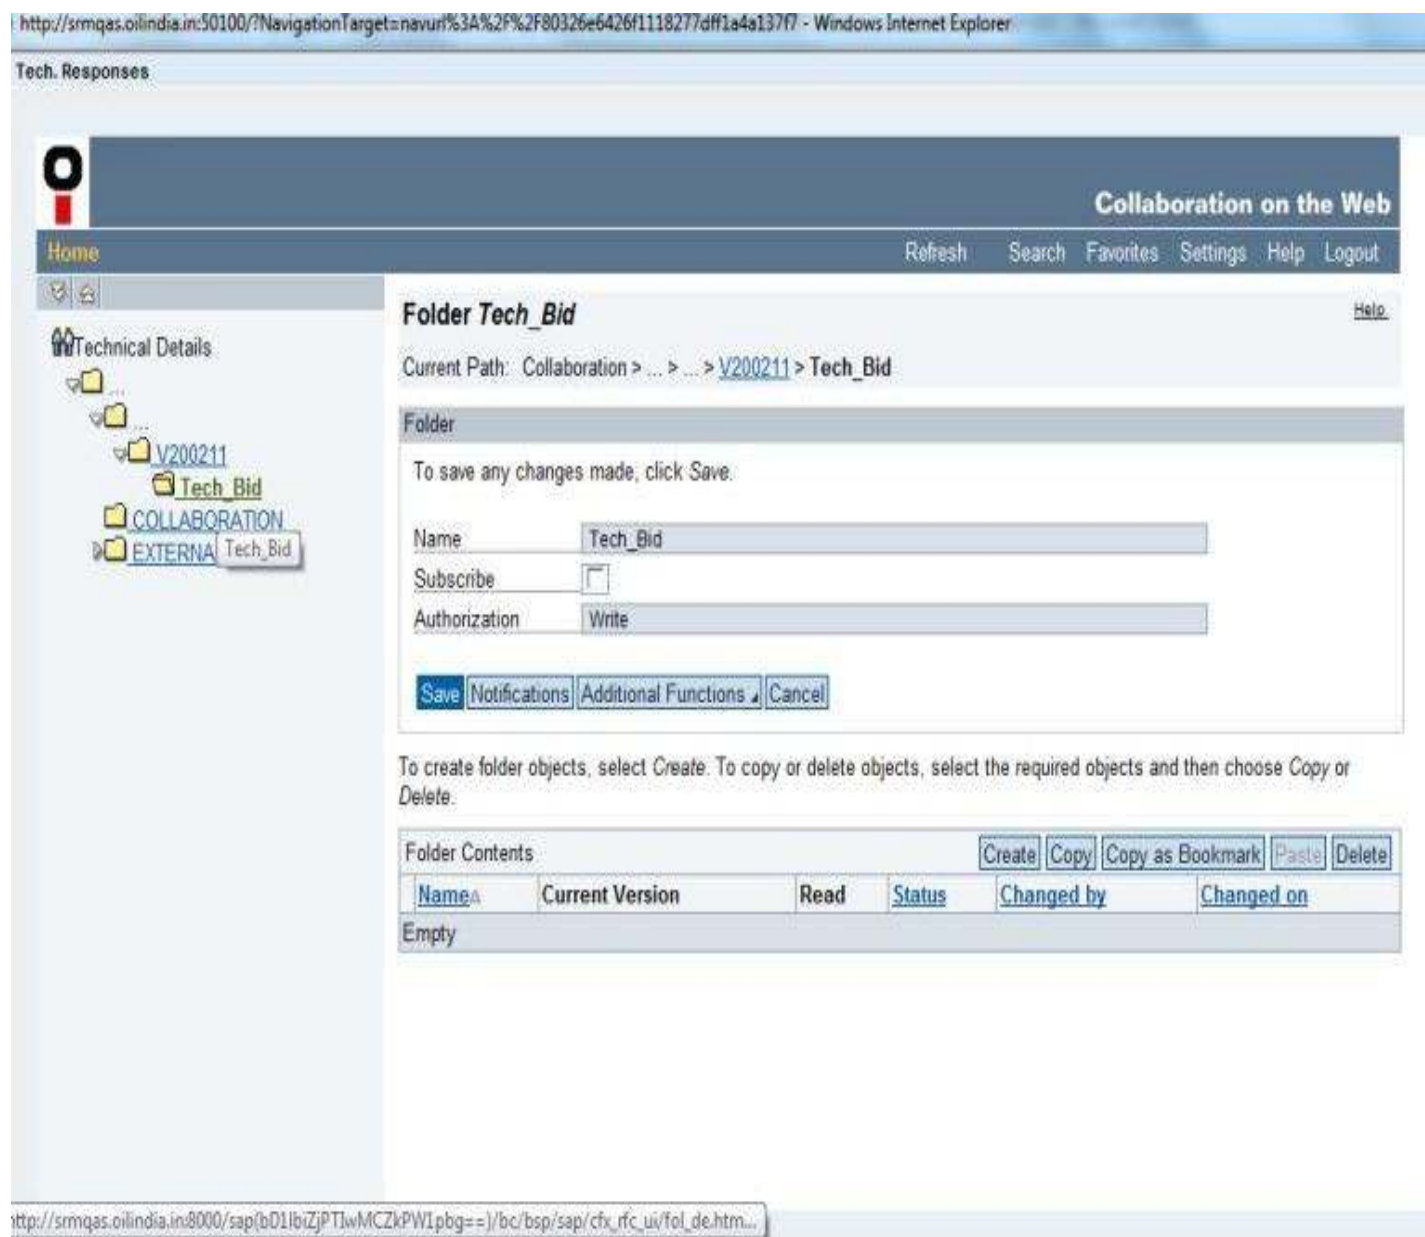 http://srmqas.oilindia.in:50100/?NavigationTarget=navurl%3A%2F%2F80326e6426f1118277dff1a4a137f7 - Windows Internet Explorer
Tech. Responses
Collaboration on the Web
Home Refresh Search Favorites Settings Help Logout
Folder Tech_Bid Help
Technical Details
Current Path: Collaboration > ... > ... > V200211 > Tech_Bid
...
...
Folder
V200211
To save any changes made, click Save.
Tech_Bid
COLLABORATION
Name Tech_Bid
EXTERNA Tech_Bid
Subscribe
Authorization Write
Save Notifications Additional Functions Cancel
To create folder objects, select Create. To copy or delete objects, select the required objects and then choose Copy or
Delete.
Folder Contents Create Copy Copy as Bookmark Paste Delete
Name Current Version Read Status Changed by Changed on
Empty
http://srmqas.oilindia.in:8000/sap(bD1lbiZjPTIwMCZkPW1pbg==)/bc/bsp/sap/cfx_rfc_ui/fol_de.htm...